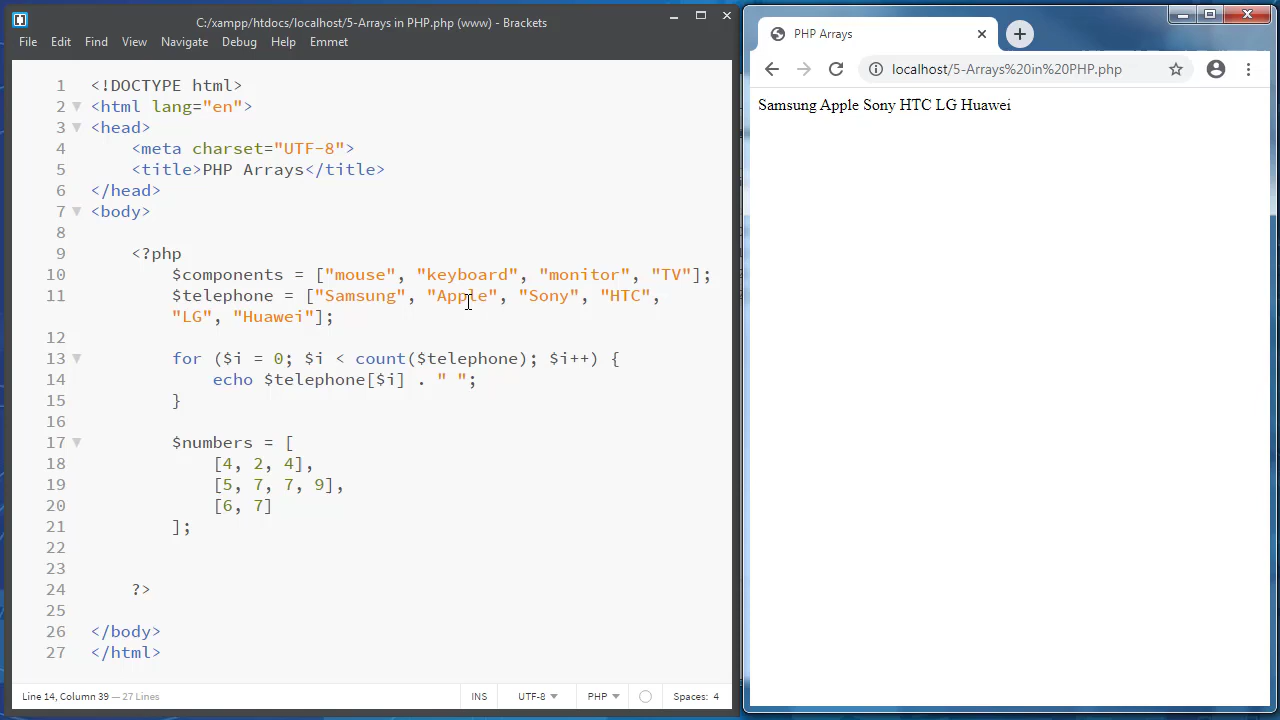 C:/xampp/htdocs/localhost/5-Arrays in PHP.php (www) - Brackets
File Edit Find View Navigate Debug Help Emmet
1 <!DOCTYPE html>
2 <html lang="en">
3 <head>
4 <meta charset="UTF-8">
5 <title>PHP Arrays</title>
6 </head>
7 <body>
8
9 <?php
10 $components = ["mouse", "keyboard", "monitor", "TV"];
11 $telephone = ["Samsung", "Apple", "Sony", "HTC",
"LG", "Huawei"];
12
13 for ($i = 0; $i < count($telephone); $i++) {
14 echo $telephone[$i] . " ";
15 }
16
17 $numbers = [
18 [4, 2, 4],
19 [5, 7, 7, 9],
20 [6, 7]
21 ];
22
23
24 ?>
25
26 </body>
27 </html>
Line 14, Column 39 — 27 Lines
INS UTF-8 PHP Spaces: 4
PHP Arrays
localhost/5-Arrays%20in%20PHP.php
Samsung Apple Sony HTC LG Huawei